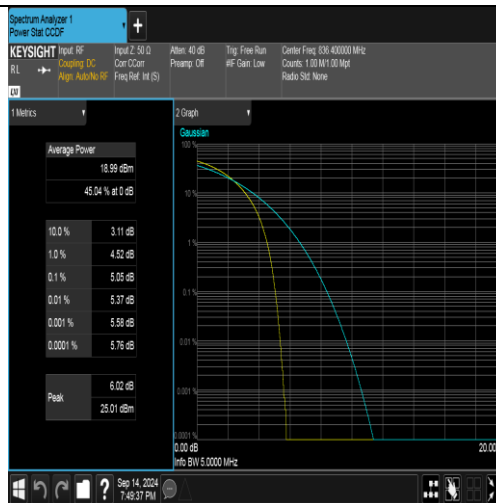 Spectrum Analyzer 1
Power Stat CCDF
+
KEYSIGHT
RL
LXI
Input: RF
Coupling: DC
Align: Auto/No RF
Input Z: 50 Ω
Corr CCorr
Freq Ref: Int (S)
Atten: 40 dB
Preamp: Off
Trig: Free Run
#IF Gain: Low
Center Freq: 836.400000 MHz
Counts: 1.00 M/1.00 Mpt
Radio Std: None
1 Metrics
Average Power
18.99 dBm
45.04 % at 0 dB
10.0 % 3.11 dB
1.0 % 4.52 dB
0.1 % 5.05 dB
0.01 % 5.37 dB
0.001 % 5.58 dB
0.0001 % 5.76 dB
Peak
6.02 dB
25.01 dBm
2 Graph
Gaussian
100 %
10 %
1 %
0.1 %
0.01 %
0.001 %
0.0001 %
0.00 dB
20.00
Info BW 5.0000 MHz
?
Sep 14, 2024
7:49:37 PM